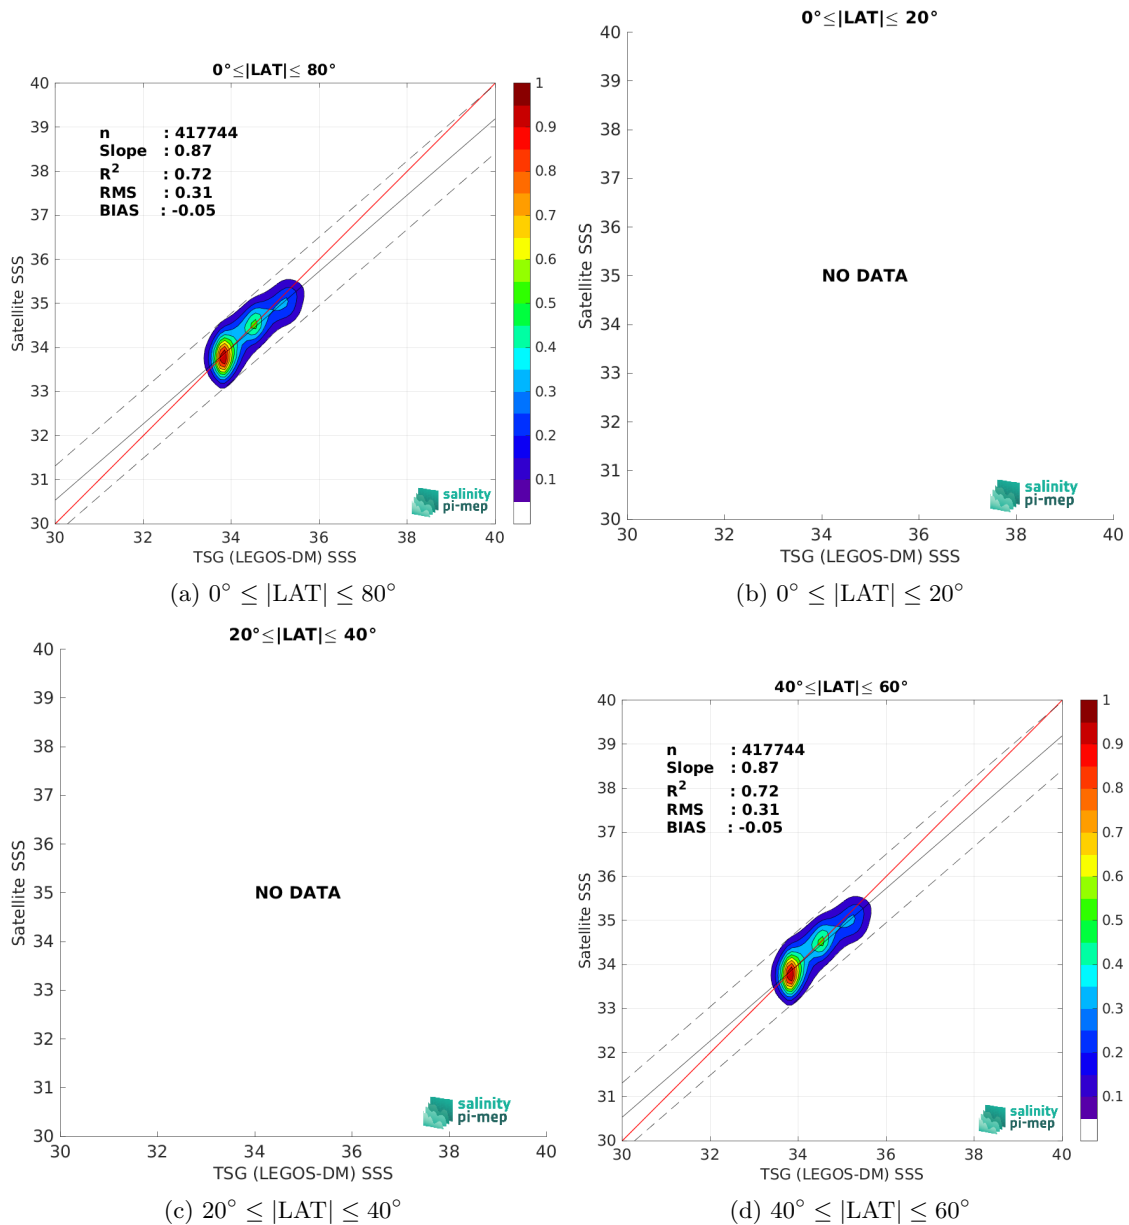 0°≤|LAT|≤ 80°
40
39
38
37
36
35
34
33
32
31
30
Satellite SSS
n : 417744
Slope : 0.87
R² : 0.72
RMS : 0.31
BIAS : -0.05
salinity
pi-mep
30 32 34 36 38 40
TSG (LEGOS-DM) SSS
1
0.9
0.8
0.7
0.6
0.5
0.4
0.3
0.2
0.1
(a) 0° ≤ |LAT| ≤ 80°
0°≤|LAT|≤ 20°
40
39
38
37
36
35
34
33
32
31
30
Satellite SSS
NO DATA
salinity
pi-mep
30 32 34 36 38 40
TSG (LEGOS-DM) SSS
(b) 0° ≤ |LAT| ≤ 20°
20°≤|LAT|≤ 40°
40
39
38
37
36
35
34
33
32
31
30
Satellite SSS
NO DATA
salinity
pi-mep
30 32 34 36 38 40
TSG (LEGOS-DM) SSS
(c) 20° ≤ |LAT| ≤ 40°
40°≤|LAT|≤ 60°
40
39
38
37
36
35
34
33
32
31
30
Satellite SSS
n : 417744
Slope : 0.87
R² : 0.72
RMS : 0.31
BIAS : -0.05
salinity
pi-mep
30 32 34 36 38 40
TSG (LEGOS-DM) SSS
1
0.9
0.8
0.7
0.6
0.5
0.4
0.3
0.2
0.1
(d) 40° ≤ |LAT| ≤ 60°